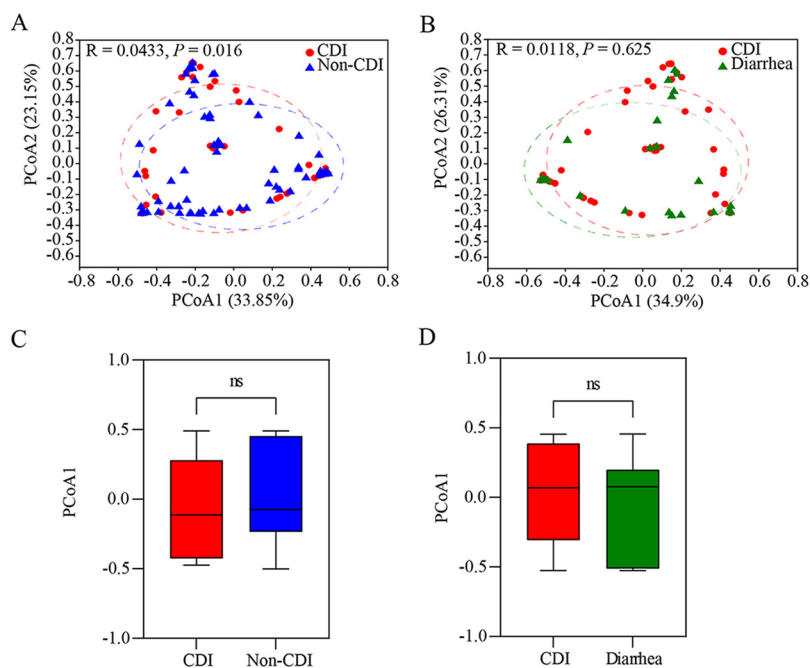 A
R = 0.0433, P = 0.016
CDI
Non-CDI
PCoA2 (23.15%)
0.8
0.7
0.6
0.5
0.4
0.3
0.2
0.1
0.0
-0.1
-0.2
-0.3
-0.4
-0.5
-0.6
-0.8 -0.6 -0.4 -0.2 0.0 0.2 0.4 0.6 0.8
PCoA1 (33.85%)
B
R = 0.0118, P = 0.625
CDI
Diarrhea
PCoA2 (26.31%)
0.8
0.7
0.6
0.5
0.4
0.3
0.2
0.1
0.0
-0.1
-0.2
-0.3
-0.4
-0.5
-0.6
-0.8 -0.6 -0.4 -0.2 0.0 0.2 0.4 0.6 0.8
PCoA1 (34.9%)
C
ns
PCoA1
1.0
0.5
0.0
-0.5
-1.0
CDI Non-CDI
D
ns
PCoA1
1.0
0.5
0.0
-0.5
-1.0
CDI Diarrhea